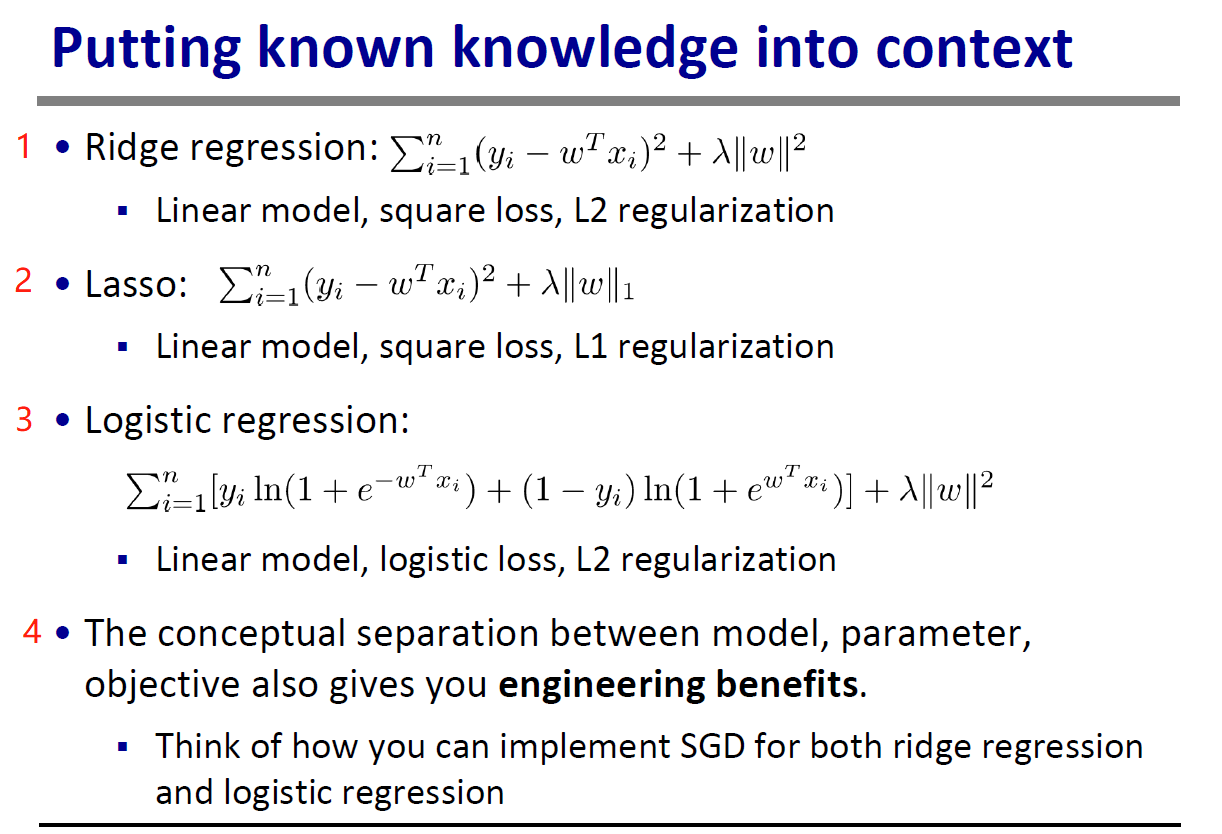 Putting known knowledge into context
1 • Ridge regression: $\sum_{i=1}^{n}(y_i - w^T x_i)^2 + \lambda\|w\|^2$
▪ Linear model, square loss, L2 regularization
2 • Lasso: $\sum_{i=1}^{n}(y_i - w^T x_i)^2 + \lambda\|w\|_1$
▪ Linear model, square loss, L1 regularization
3 • Logistic regression:
$\sum_{i=1}^{n}[y_i \ln(1 + e^{-w^T x_i}) + (1 - y_i) \ln(1 + e^{w^T x_i})] + \lambda\|w\|^2$
▪ Linear model, logistic loss, L2 regularization
4 • The conceptual separation between model, parameter,
objective also gives you engineering benefits.
▪ Think of how you can implement SGD for both ridge regression
and logistic regression